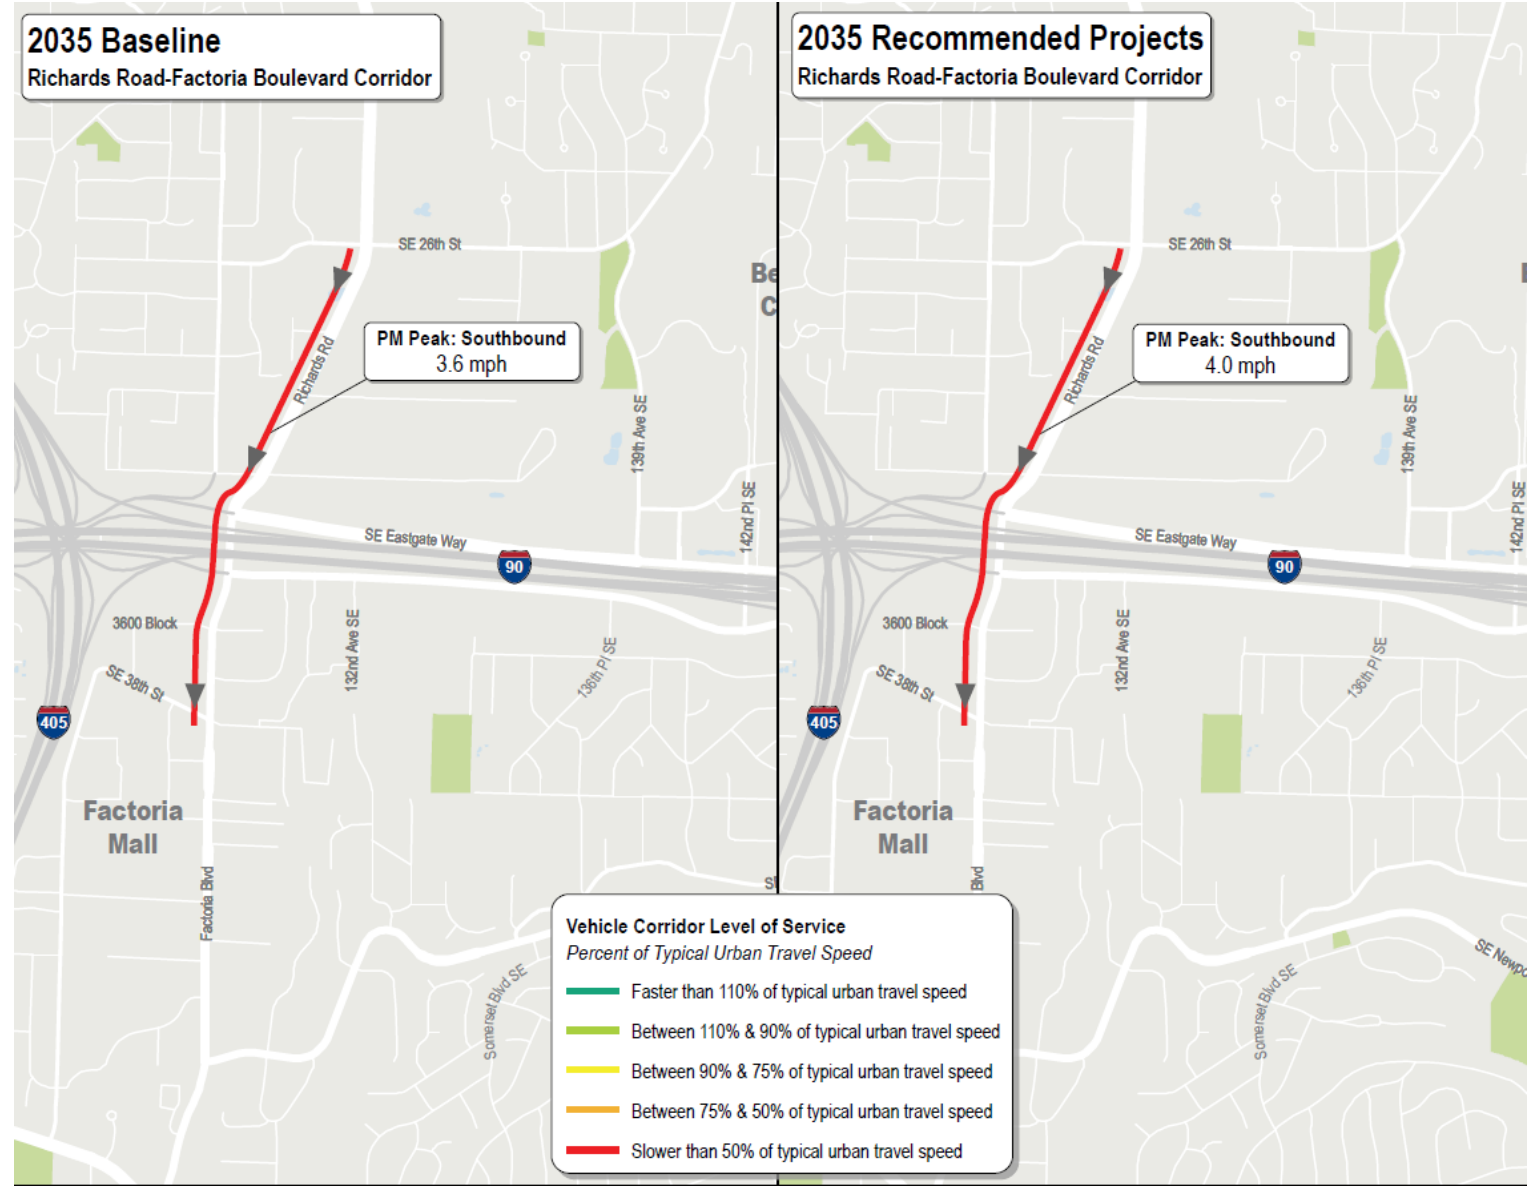 2035 Baseline
Richards Road-Factoria Boulevard Corridor
SE 26th St
Be
C
PM Peak: Southbound
3.6 mph
Richards Rd
139th Ave SE
142nd Pl SE
SE Eastgate Way
90
3600 Block
132nd Ave SE
136th Pl SE
SE 38th St
405
Factoria
Mall
Factoria Blvd
Somerset Blvd SE
2035 Recommended Projects
Richards Road-Factoria Boulevard Corridor
SE 26th St
PM Peak: Southbound
4.0 mph
Richards Rd
139th Ave SE
142nd Pl SE
SE Eastgate Way
90
3600 Block
132nd Ave SE
136th Pl SE
SE 38th St
405
Factoria
Mall
Blvd
SE Newpo
Somerset Blvd SE
Vehicle Corridor Level of Service
Percent of Typical Urban Travel Speed
Faster than 110% of typical urban travel speed
Between 110% & 90% of typical urban travel speed
Between 90% & 75% of typical urban travel speed
Between 75% & 50% of typical urban travel speed
Slower than 50% of typical urban travel speed